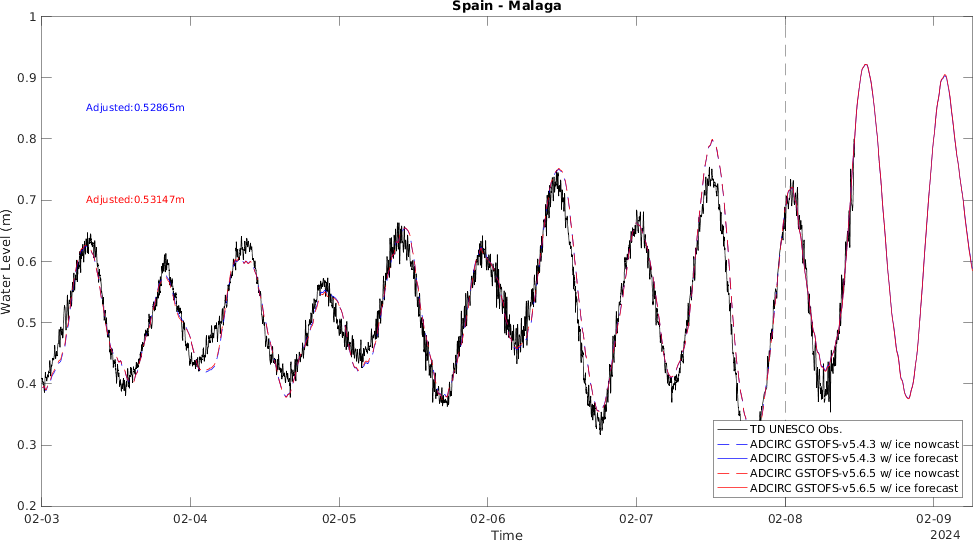 Spain - Malaga
1
0.9
0.8
0.7
0.6
0.5
0.4
0.3
0.2
Water Level (m)
Adjusted:0.52865m
Adjusted:0.53147m
TD UNESCO Obs.
ADCIRC GSTOFS-v5.4.3 w/ ice nowcast
ADCIRC GSTOFS-v5.4.3 w/ ice forecast
ADCIRC GSTOFS-v5.6.5 w/ ice nowcast
ADCIRC GSTOFS-v5.6.5 w/ ice forecast
02-03 02-04 02-05 02-06 02-07 02-08 02-09
Time
2024